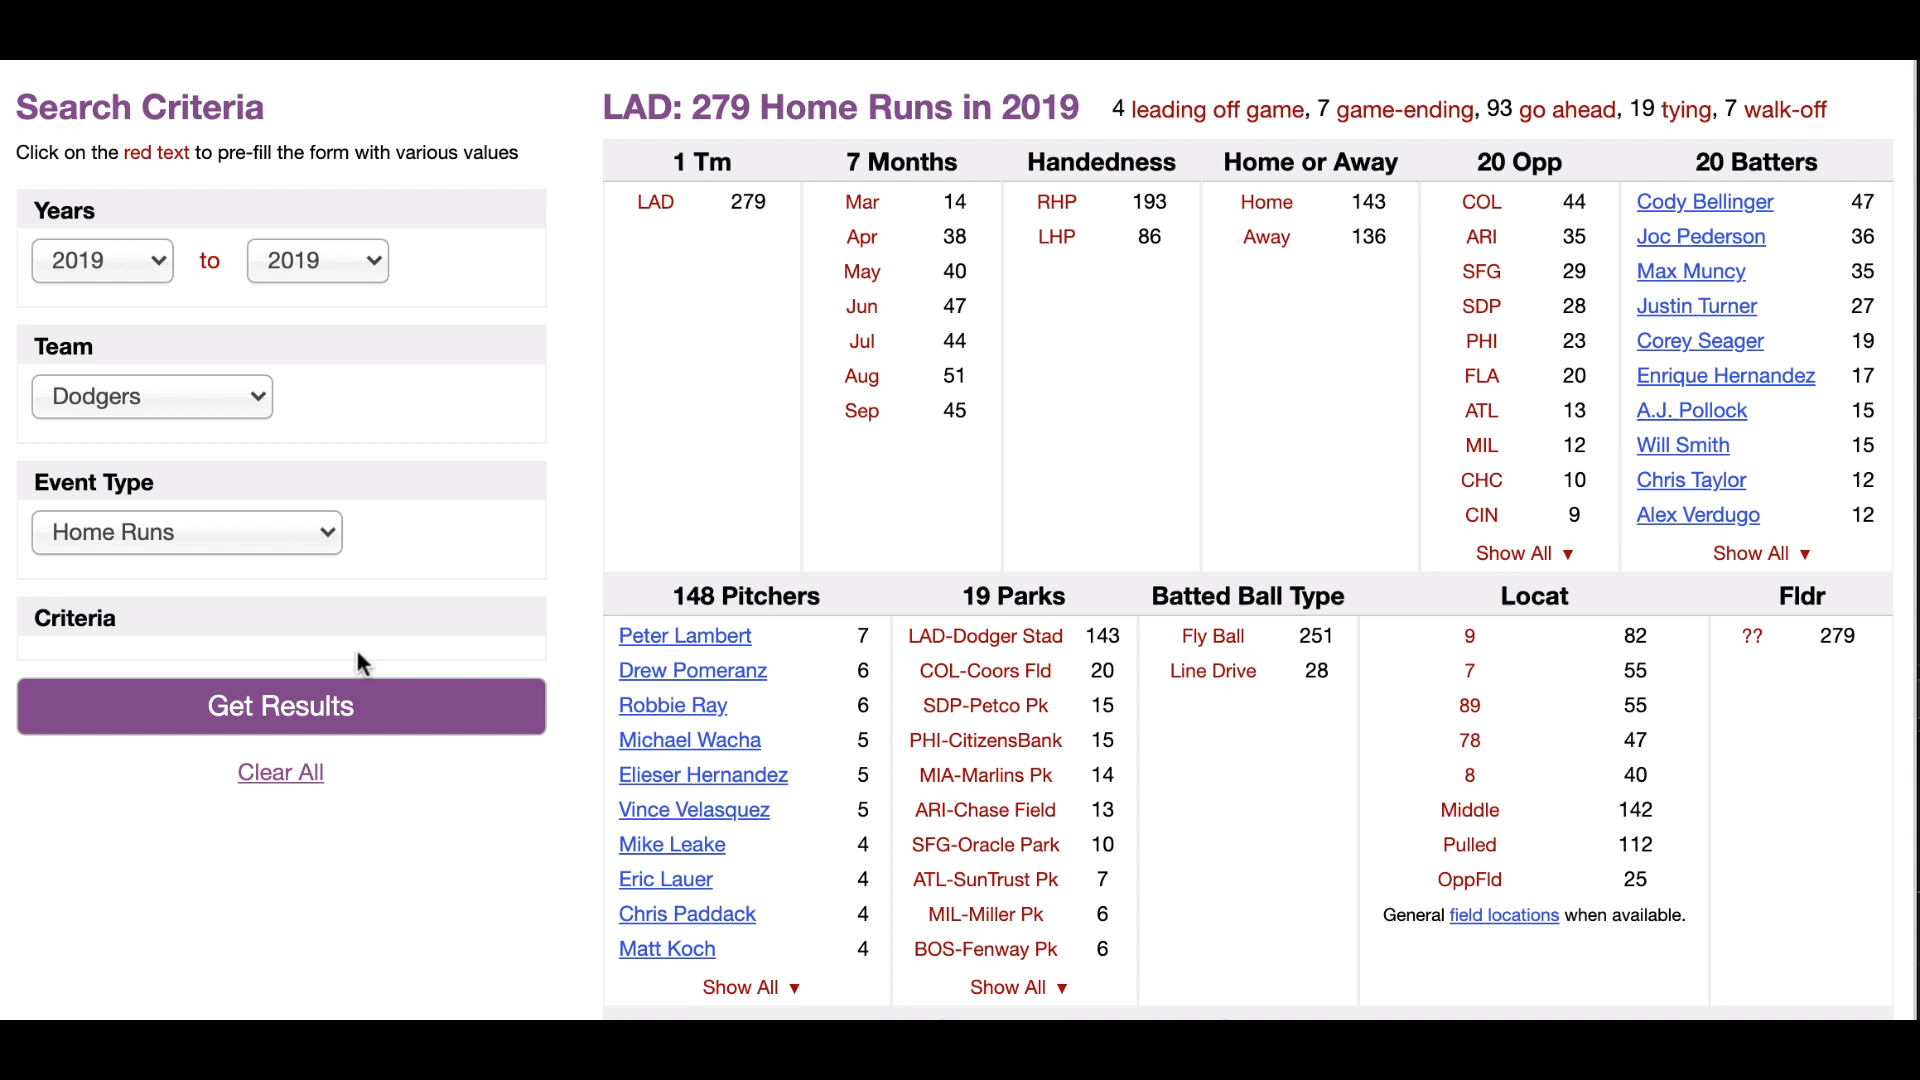 Search Criteria
Click on the red text to pre-fill the form with various values
Years
2019 to 2019
Team
Dodgers
Event Type
Home Runs
Criteria
Get Results
Clear All
LAD: 279 Home Runs in 2019 4 leading off game, 7 game-ending, 93 go ahead, 19 tying, 7 walk-off
1 Tm 7 Months Handedness Home or Away 20 Opp 20 Batters
LAD 279 Mar 14 RHP 193 Home 143 COL 44 Cody Bellinger 47
Apr 38 LHP 86 Away 136 ARI 35 Joc Pederson 36
May 40 SFG 29 Max Muncy 35
Jun 47 SDP 28 Justin Turner 27
Jul 44 PHI 23 Corey Seager 19
Aug 51 FLA 20 Enrique Hernandez 17
Sep 45 ATL 13 A.J. Pollock 15
MIL 12 Will Smith 15
CHC 10 Chris Taylor 12
CIN 9 Alex Verdugo 12
Show All ▼ Show All ▼
148 Pitchers 19 Parks Batted Ball Type Locat Fldr
Peter Lambert 7 LAD-Dodger Stad 143 Fly Ball 251 9 82 ?? 279
Drew Pomeranz 6 COL-Coors Fld 20 Line Drive 28 7 55
Robbie Ray 6 SDP-Petco Pk 15 89 55
Michael Wacha 5 PHI-CitizensBank 15 78 47
Elieser Hernandez 5 MIA-Marlins Pk 14 8 40
Vince Velasquez 5 ARI-Chase Field 13 Middle 142
Mike Leake 4 SFG-Oracle Park 10 Pulled 112
Eric Lauer 4 ATL-SunTrust Pk 7 OppFld 25
Chris Paddack 4 MIL-Miller Pk 6 General field locations when available.
Matt Koch 4 BOS-Fenway Pk 6
Show All ▼ Show All ▼